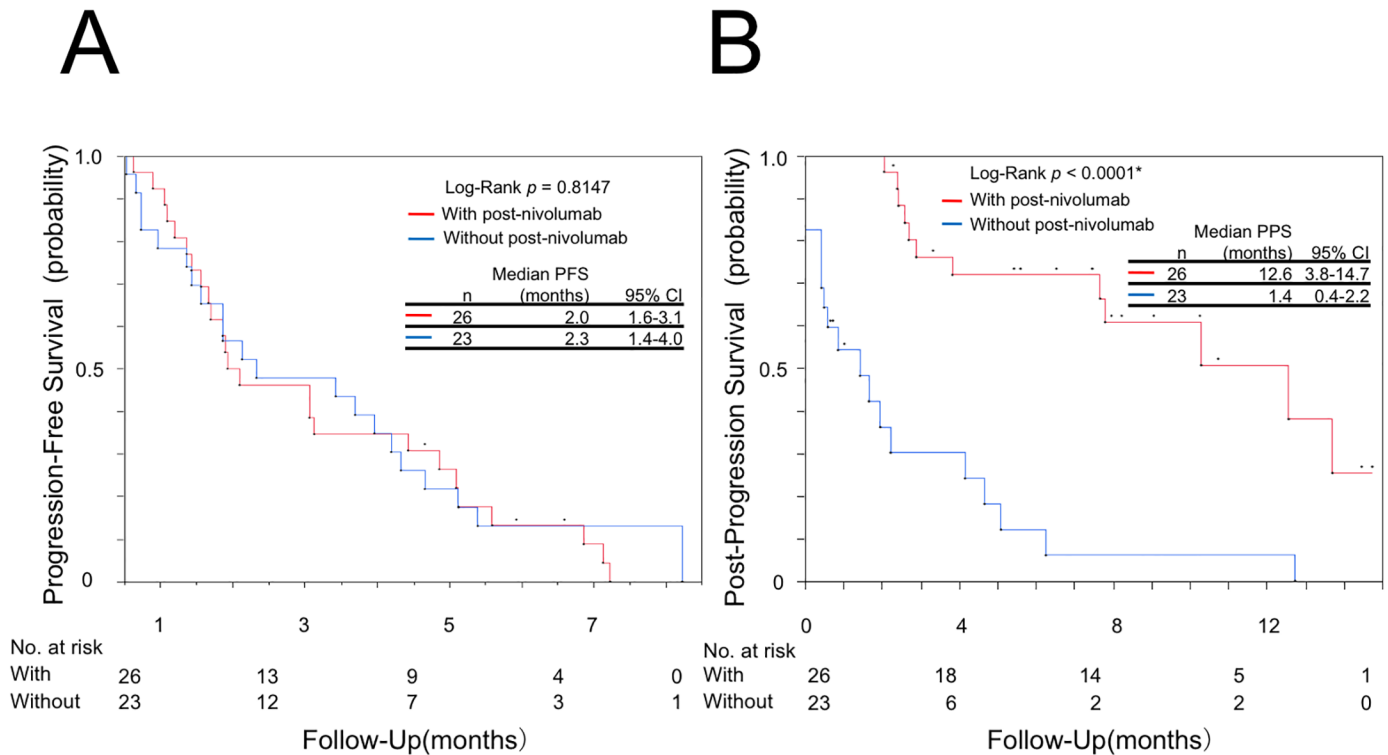 A
Progression-Free Survival (probability)
1.0
0.5
0
Log-Rank p = 0.8147
With post-nivolumab
Without post-nivolumab
Median PFS
n (months) 95% CI
26 2.0 1.6-3.1
23 2.3 1.4-4.0
1 3 5 7
No. at risk
With 26 13 9 4 0
Without 23 12 7 3 1
Follow-Up(months)
B
Post-Progression Survival (probability)
1.0
0.5
0
Log-Rank p < 0.0001*
With post-nivolumab
Without post-nivolumab
Median PPS
n (months) 95% CI
26 12.6 3.8-14.7
23 1.4 0.4-2.2
0 4 8 12
No. at risk
With 26 18 14 5 1
Without 23 6 2 2 0
Follow-Up(months)